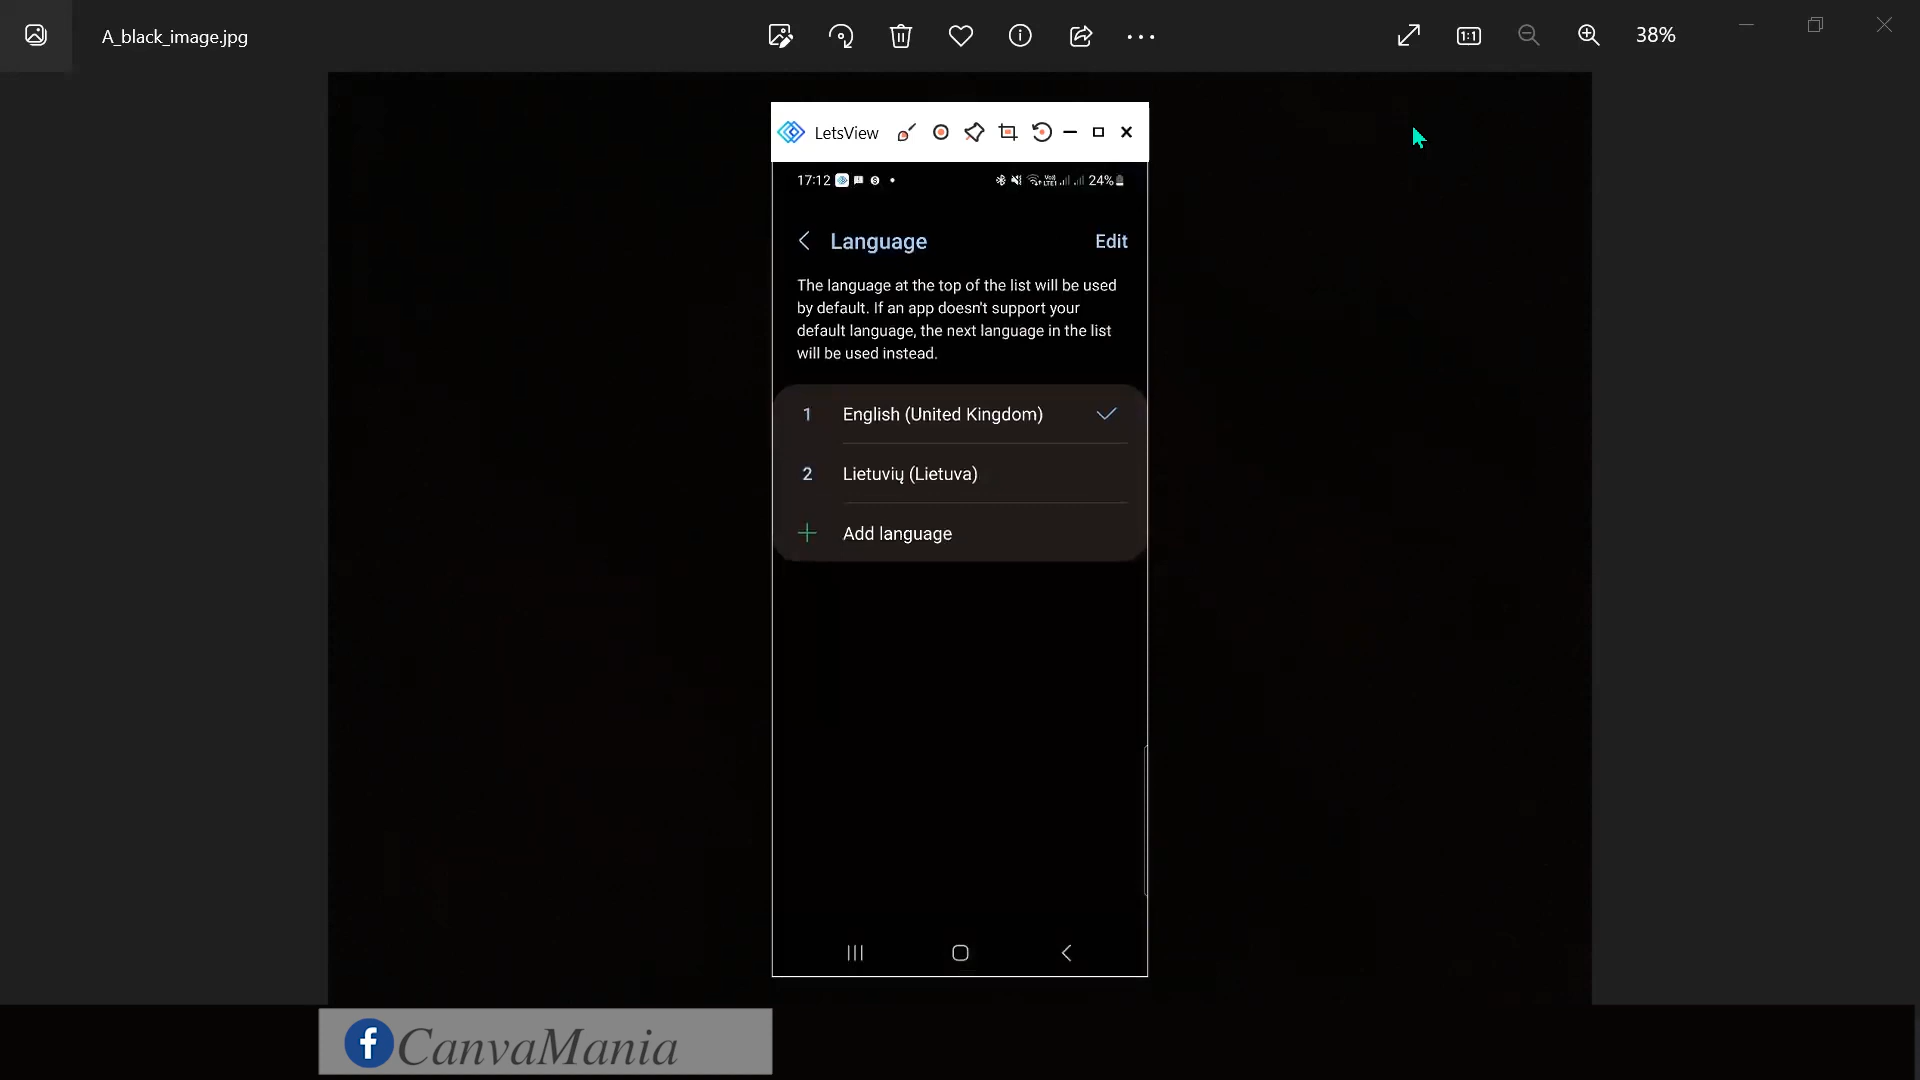 A_black_image.jpg
38%
LetsView
17:12
24%
Language
Edit
The language at the top of the list will be used
by default. If an app doesn't support your
default language, the next language in the list
will be used instead.
1 English (United Kingdom)
2 Lietuvių (Lietuva)
Add language
CanvaMania